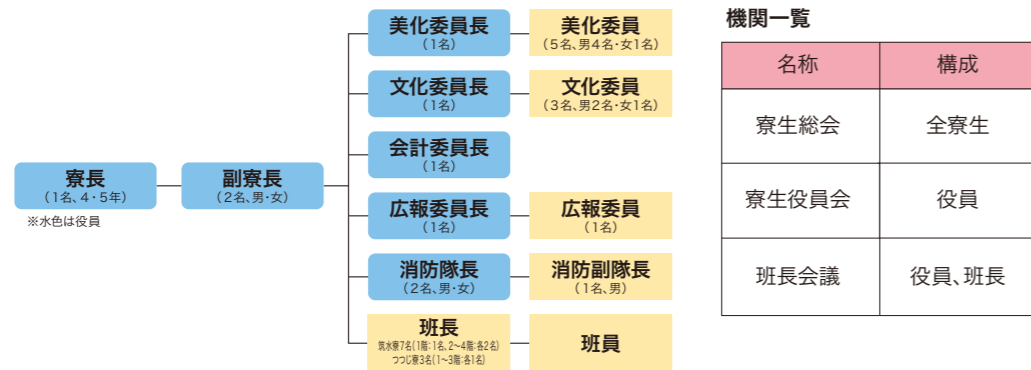 寮長
(1名、4・5年)
※水色は役員
副寮長
(2名、男・女)
美化委員長
(1名)
美化委員
(5名、男4名・女1名)
文化委員長
(1名)
文化委員
(3名、男2名・女1名)
会計委員長
(1名)
広報委員長
(1名)
広報委員
(1名)
消防隊長
(2名、男・女)
消防副隊長
(1名、男)
班長
筑水寮7名(1階:1名、2~4階:各2名)
つつじ寮3名(1~3階:各1名)
班員
機関一覧
名称 構成
寮生総会 全寮生
寮生役員会 役員
班長会議 役員、班長